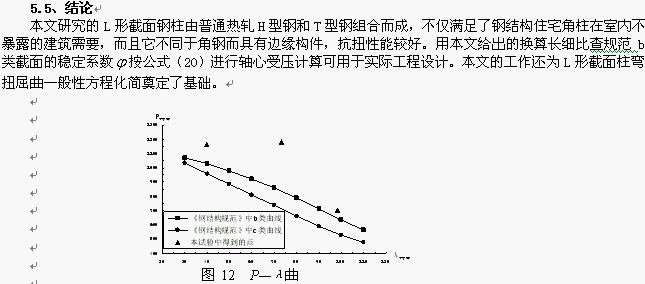 5.5、结论
本文研究的L形截面钢柱由普通热轧H型钢和T型钢组合而成，不仅满足了钢结构住宅角柱在室内不
暴露的建筑需要，而且它不同于角钢而具有边缘构件，抗扭性能较好。用本文给出的换算长细比查规范 b
类截面的稳定系数φ按公式（20）进行轴心受压计算可用于实际工程设计。本文的工作还为L形截面柱弯
扭屈曲一般性方程化简奠定了基础。
《钢结构规范》中b类曲线
《钢结构规范》中c类曲线
本试验中得到的点
图 12 P—λ曲